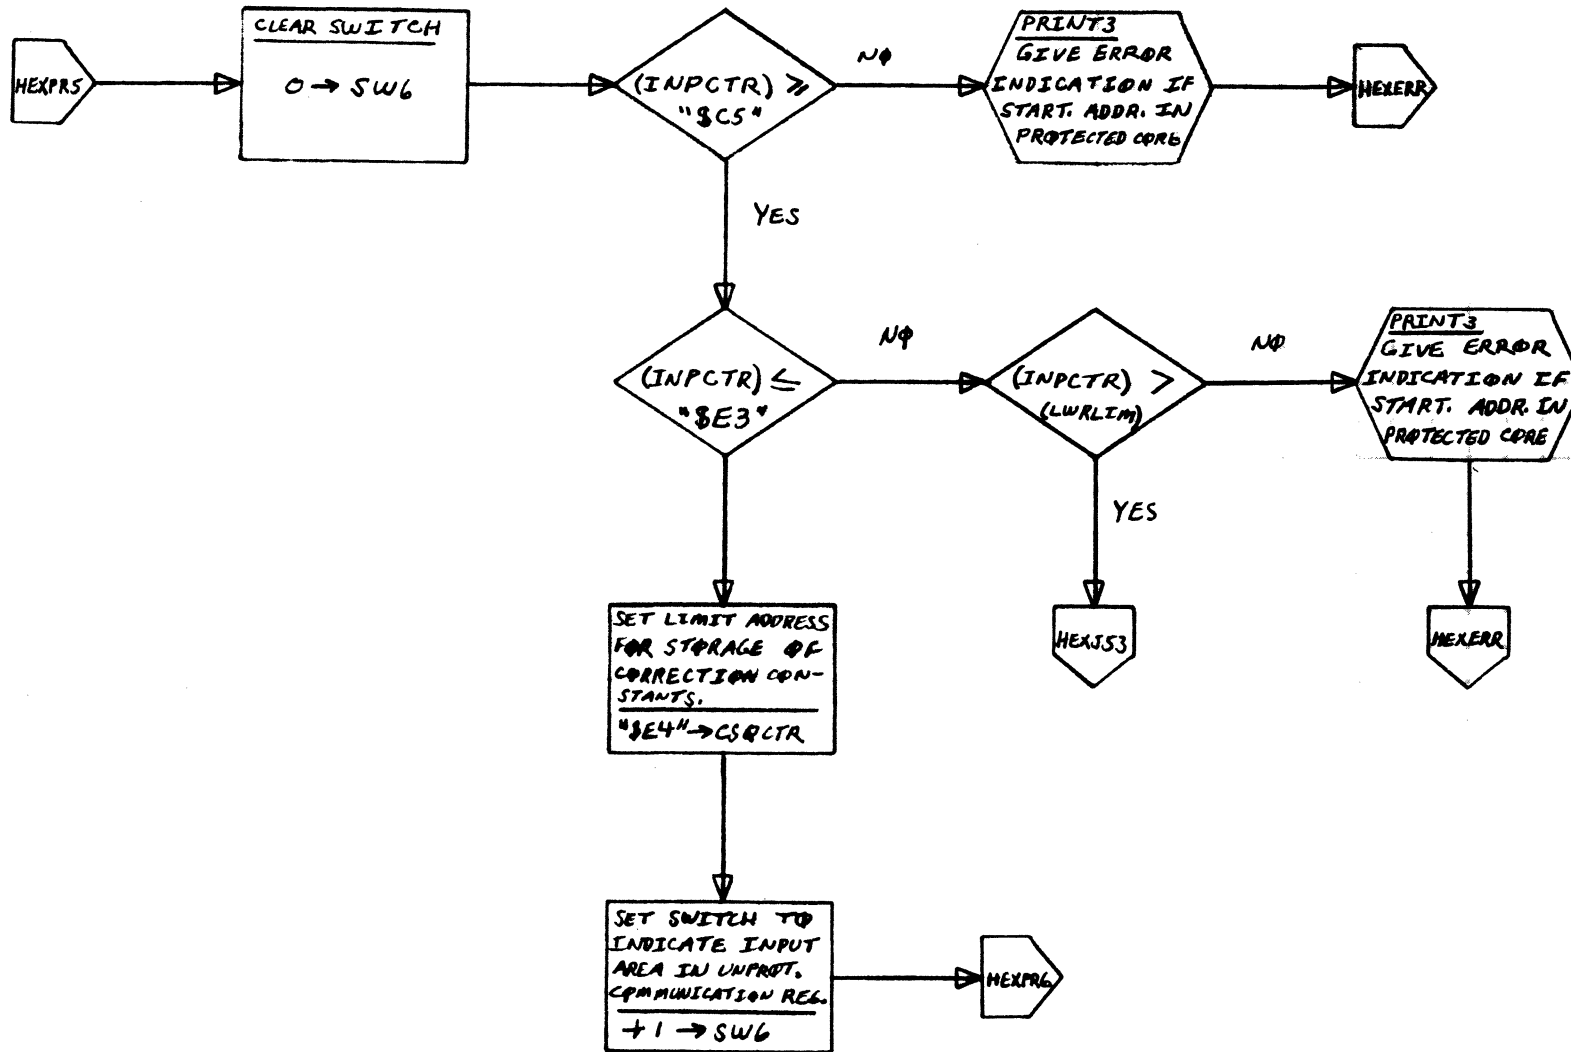 HEXPR5
CLEAR SWITCH
0 → SW6
(INPCTR) ≥
"$C5"
NØ
PRINT3
GIVE ERRØR
INDICATIØN IF
START. ADDR. IN
PRØTECTED CØRE
HEXERR
YES
(INPCTR) ≤
"$E3"
NØ
(INPCTR) >
(LWRLIM)
NØ
PRINT3
GIVE ERRØR
INDICATIØN IF
START. ADDR. IN
PRØTECTED CØRE
YES
HEXJ53
HEXERR
SET LIMIT ADDRESS
FØR STØRAGE ØF
CØRRECTIØN CØN-
STANTS.
"$E4" → CSQCTR
SET SWITCH TØ
INDICATE INPUT
AREA IN UNPRØT.
CØMMUNICATIØN REG.
+1 → SW6
HEXPR6